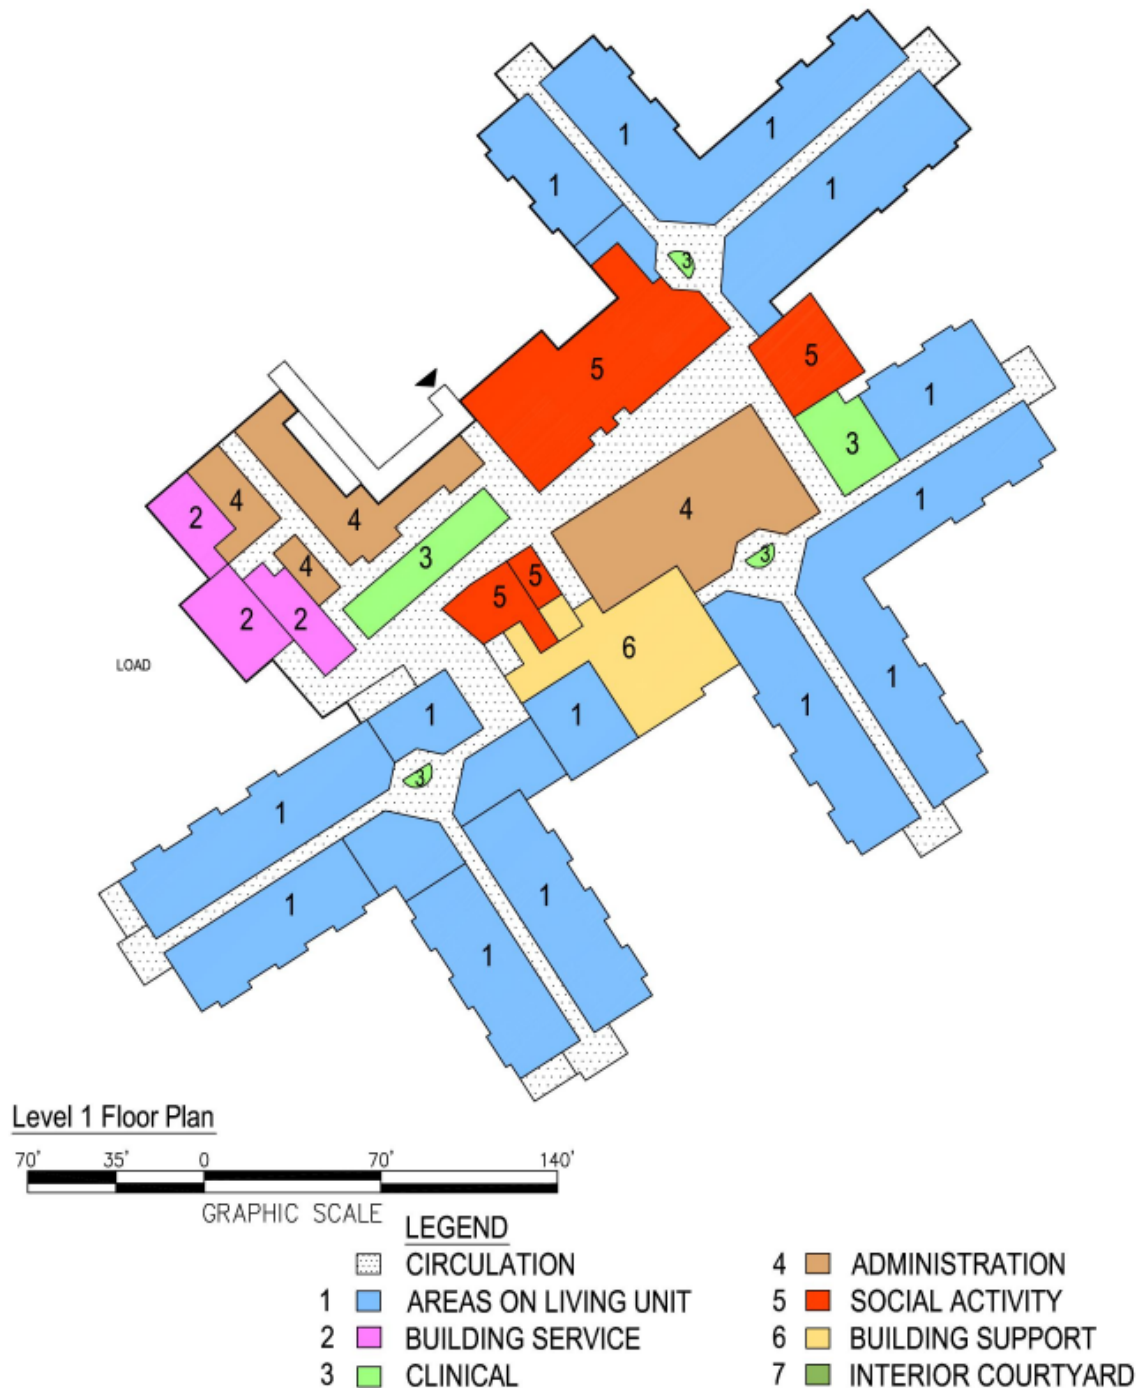 1
1
1
1
3
5
5
1
3
1
4
2
4
4
3
4
3
5
5
2
2
6
LOAD
1
1
1
1
3
1
1
1
1
Level 1 Floor Plan
70' 35' 0 70' 140'
GRAPHIC SCALE
LEGEND
CIRCULATION
1 AREAS ON LIVING UNIT
2 BUILDING SERVICE
3 CLINICAL
4 ADMINISTRATION
5 SOCIAL ACTIVITY
6 BUILDING SUPPORT
7 INTERIOR COURTYARD